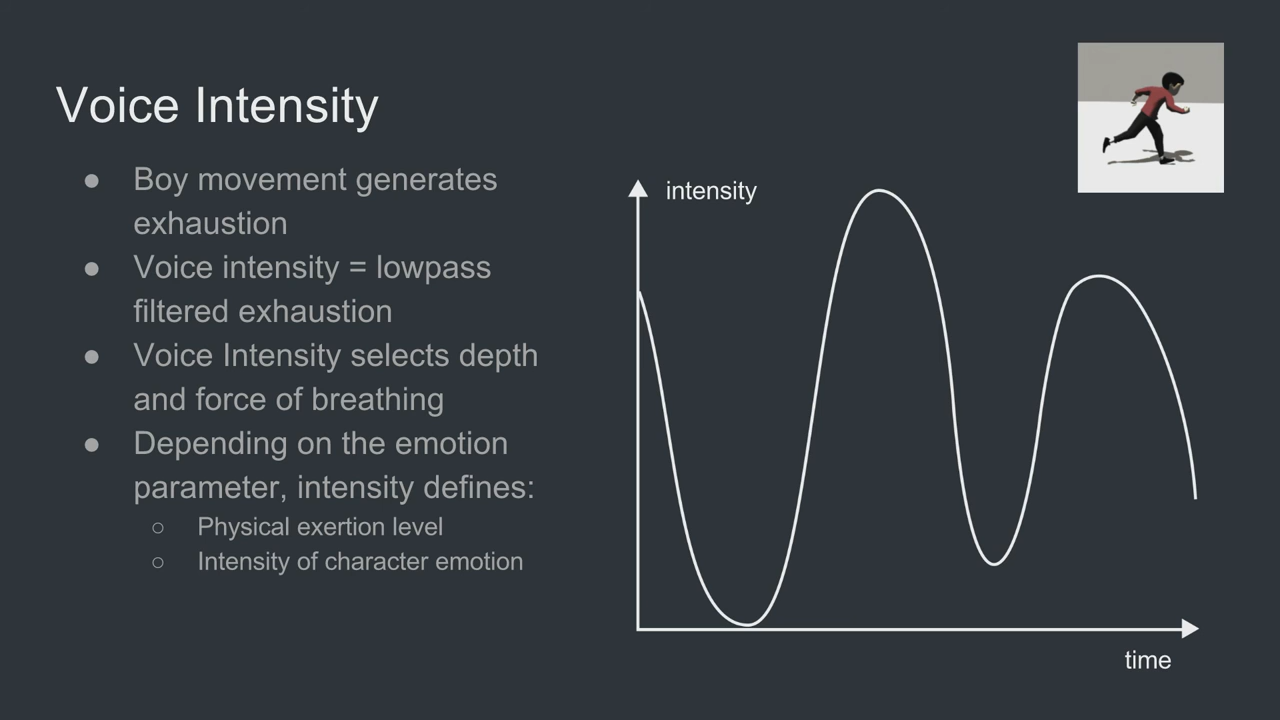 Voice Intensity
● Boy movement generates
exhaustion
● Voice intensity = lowpass
filtered exhaustion
● Voice Intensity selects depth
and force of breathing
● Depending on the emotion
parameter, intensity defines:
○ Physical exertion level
○ Intensity of character emotion
intensity
time